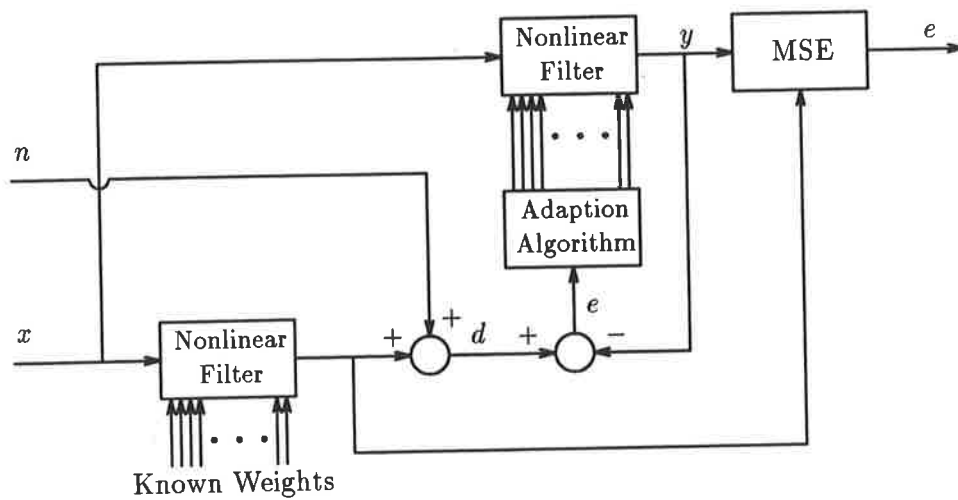 Nonlinear
Filter
y
MSE
e
n
. . .
Adaption
Algorithm
e
x
Nonlinear
Filter
+
+
d
+
−
. . .
Known Weights